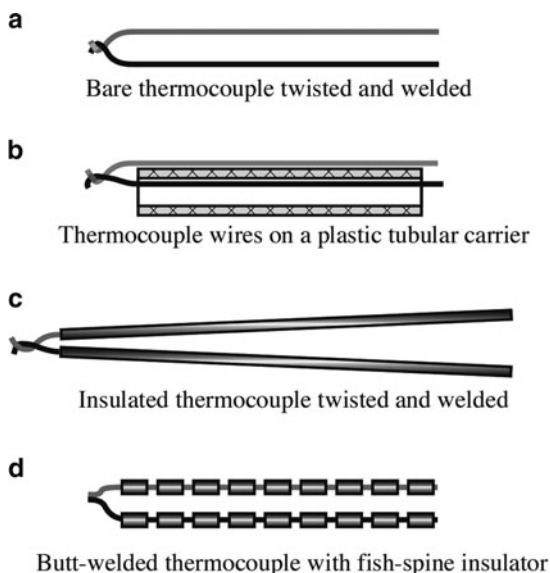 a
Bare thermocouple twisted and welded
b
Thermocouple wires on a plastic tubular carrier
c
Insulated thermocouple twisted and welded
d
Butt-welded thermocouple with fish-spine insulator